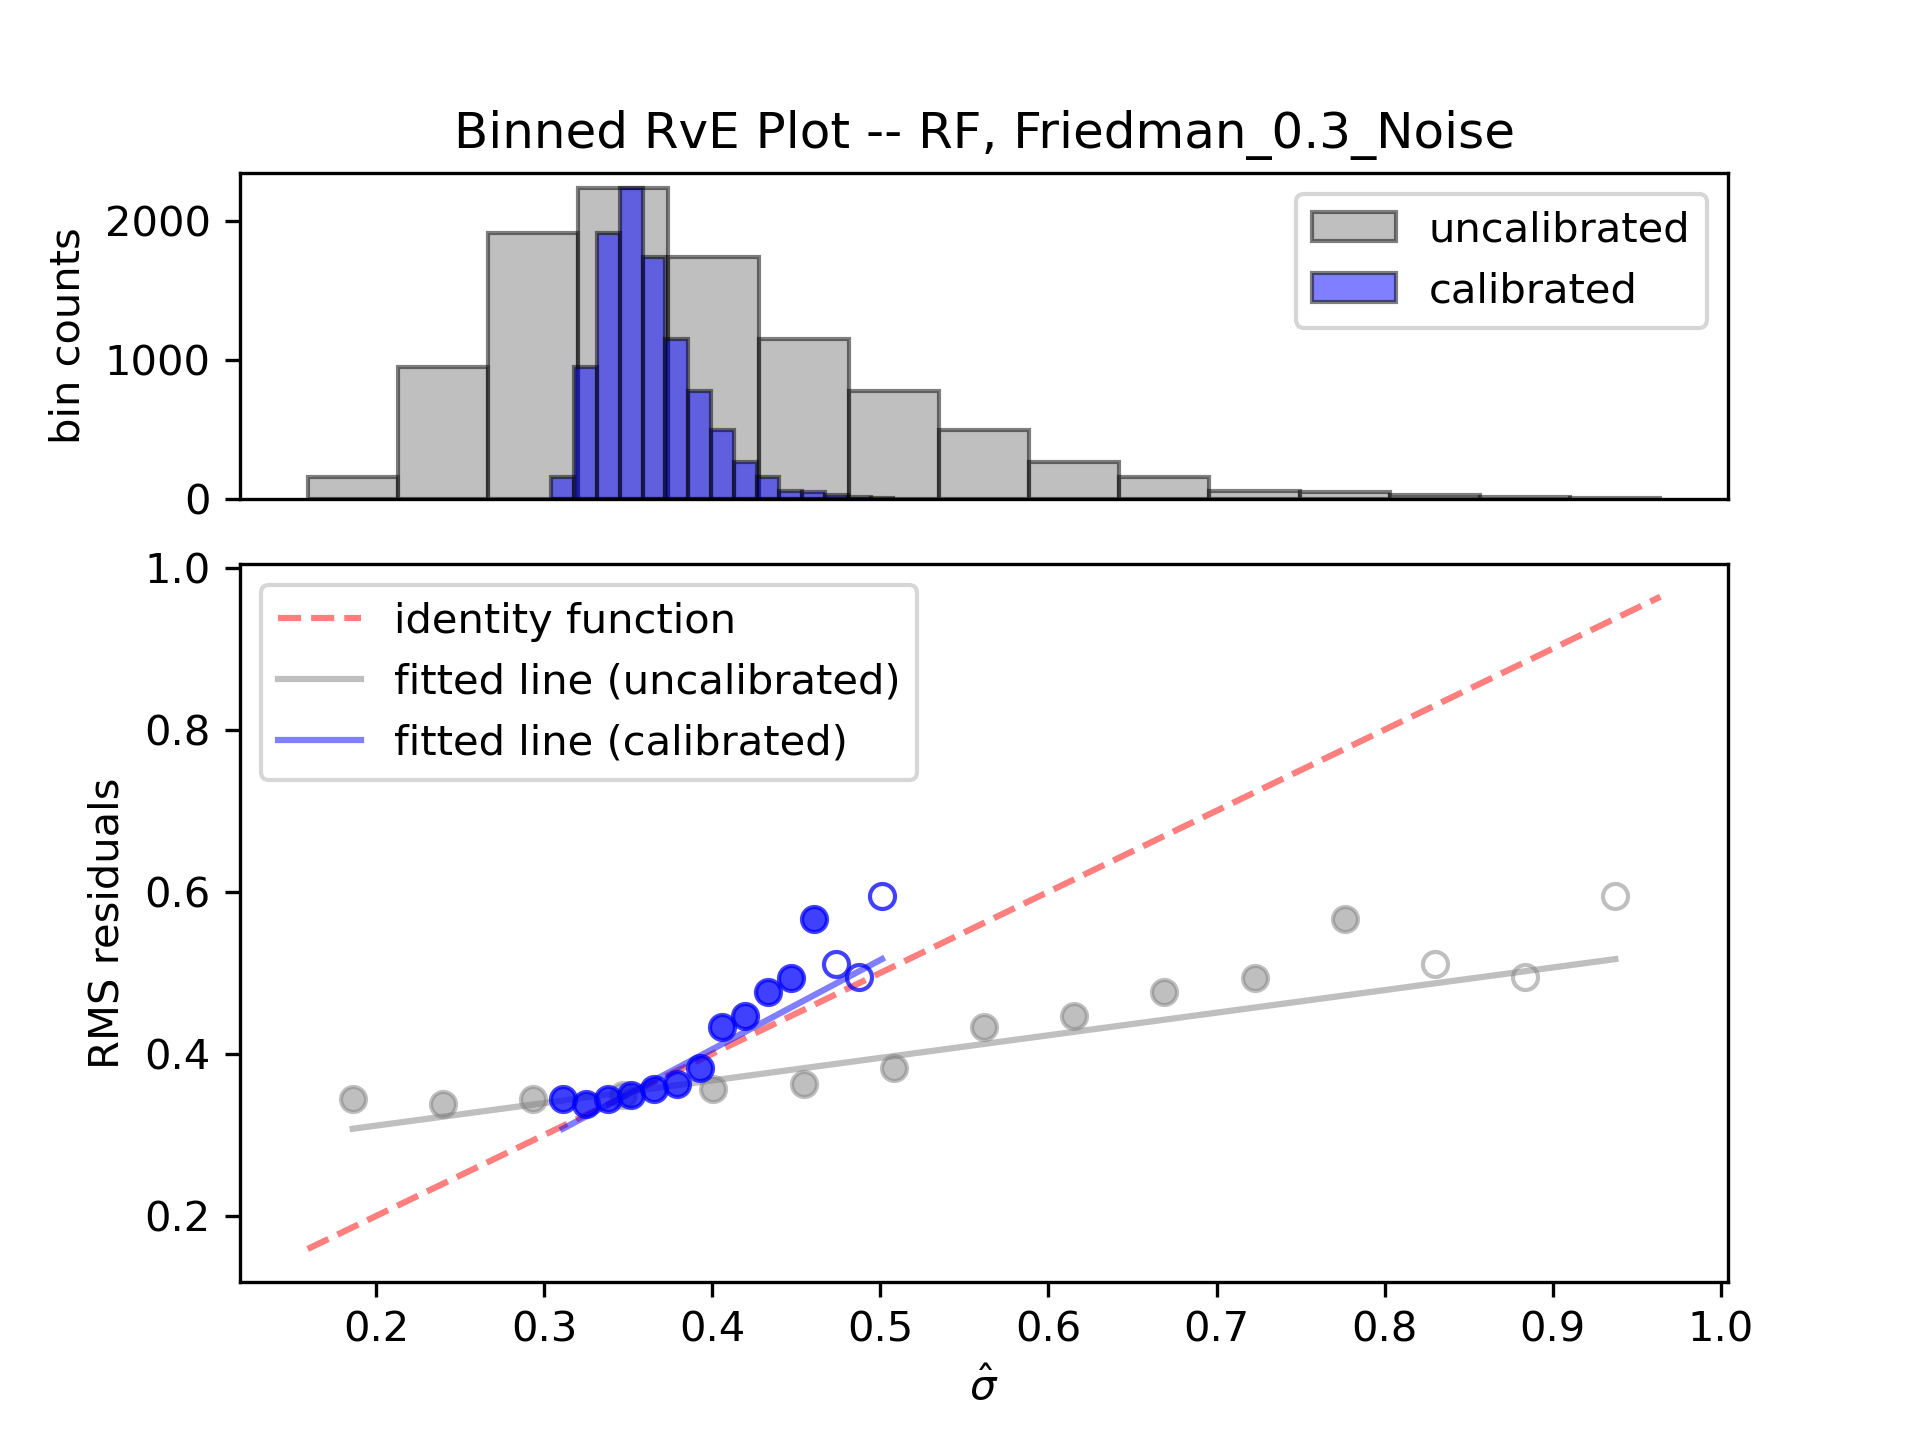 Binned RvE Plot -- RF, Friedman_0.3_Noise
bin counts
2000
1000
0
uncalibrated
calibrated
RMS residuals
1.0
0.8
0.6
0.4
0.2
identity function
fitted line (uncalibrated)
fitted line (calibrated)
0.2 0.3 0.4 0.5 0.6 0.7 0.8 0.9 1.0
σ̂